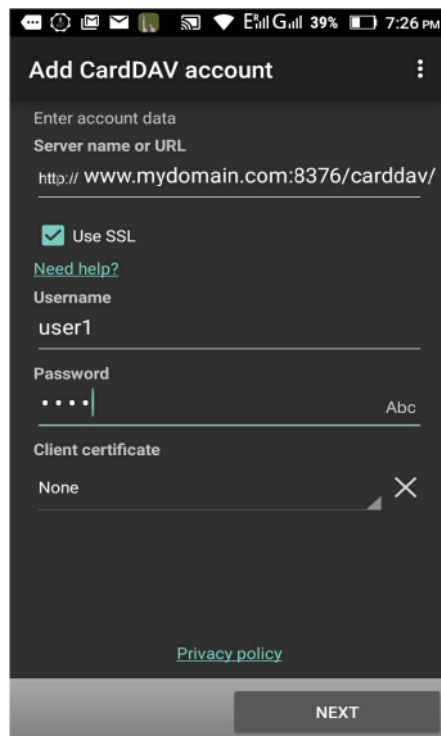 39% 7:26 PM
Add CardDAV account
Enter account data
Server name or URL
http:// www.mydomain.com:8376/carddav/
Use SSL
Need help?
Username
user1
Password
Abc
Client certificate
None
Privacy policy
NEXT